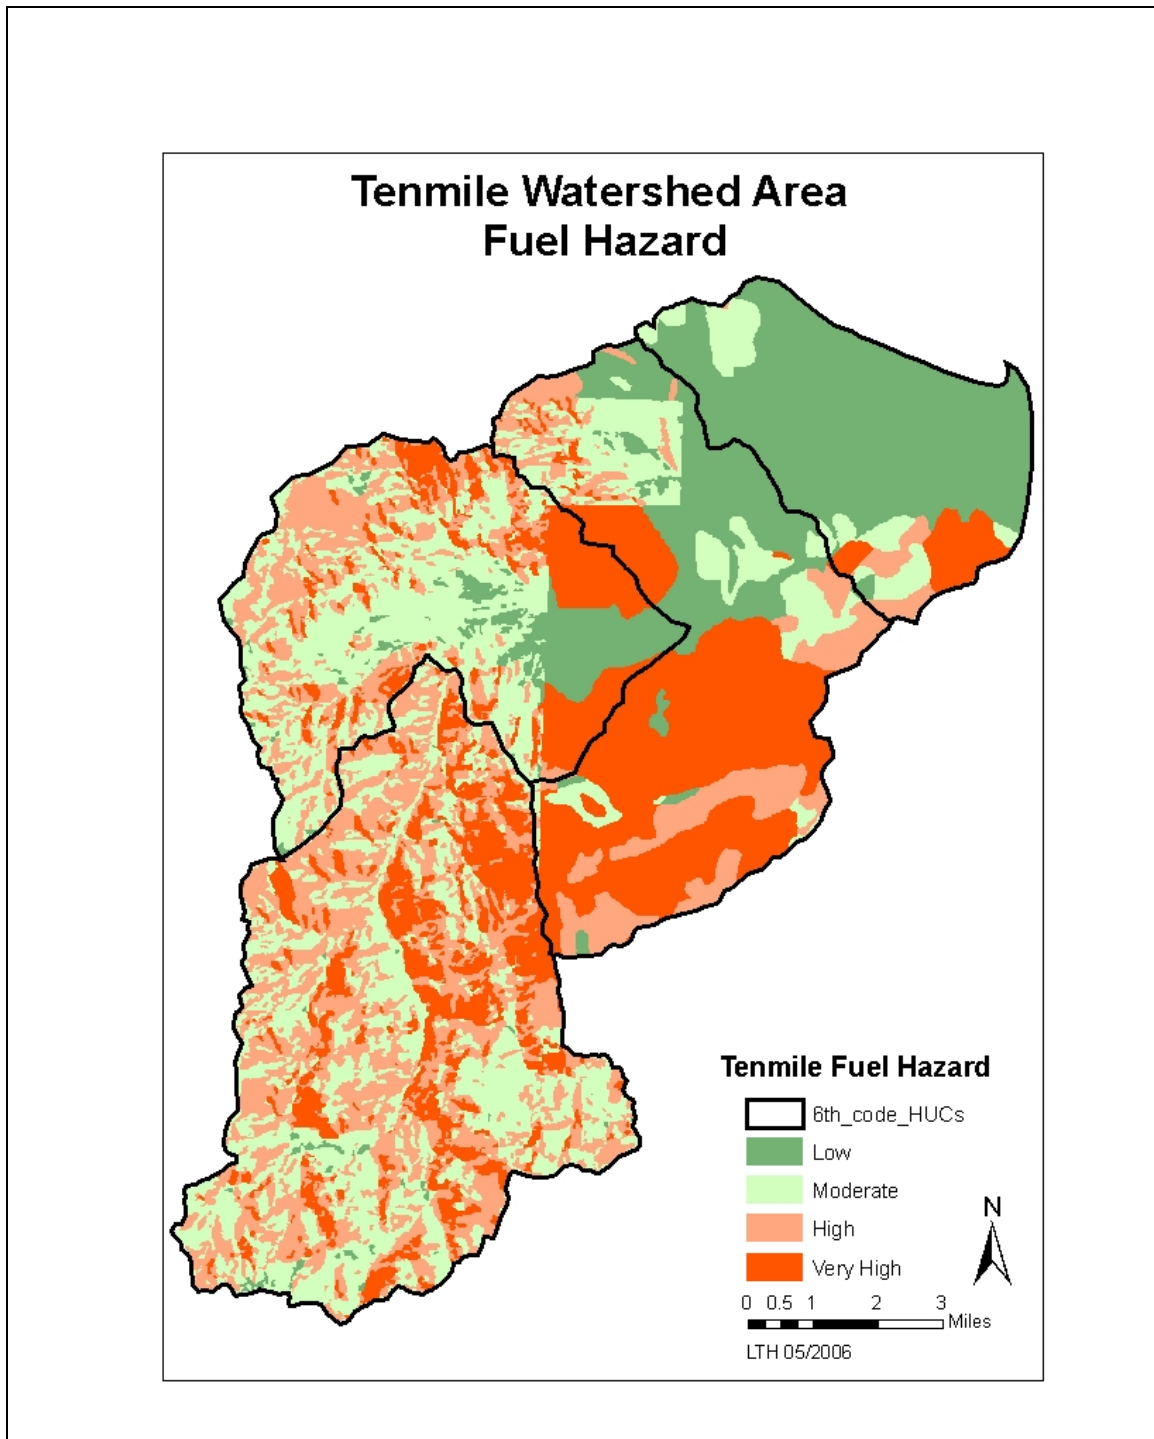 Tenmile Watershed Area
Fuel Hazard
Tenmile Fuel Hazard
6th_code_HUCs
Low
Moderate
High
Very High
N
0 0.5 1 2 3
Miles
LTH 05/2006